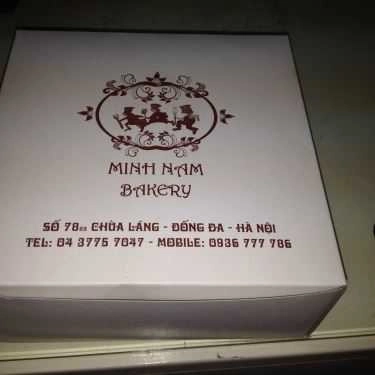 MINH NAM
BAKERY
SỐ 78 CHÙA LÁNG - ĐỐNG ĐA - HÀ NỘI
TEL: 04 3775 7047 - MOBILE: 0936 777 786